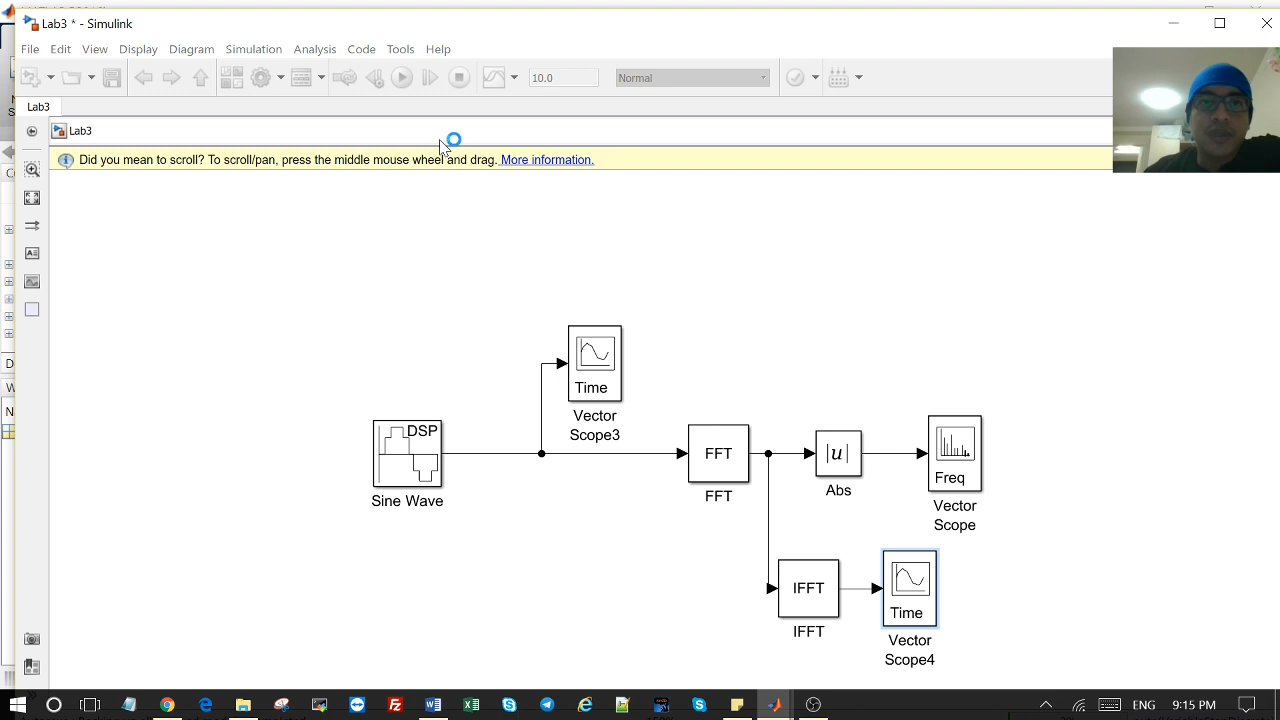 Lab3 * - Simulink
File Edit View Display Diagram Simulation Analysis Code Tools Help
10.0 Normal
Lab3
Lab3
Did you mean to scroll? To scroll/pan, press the middle mouse wheel and drag. More information.
Time
Vector
Scope3
DSP
Sine Wave
FFT
FFT
|u|
Abs
Freq
Vector
Scope
IFFT
IFFT
Time
Vector
Scope4
ENG 9:15 PM